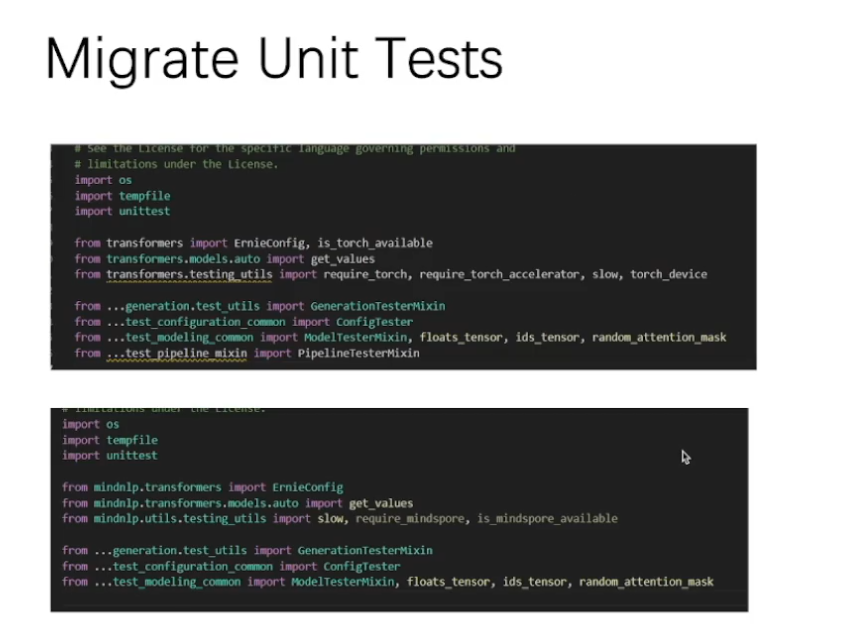 Migrate Unit Tests
# See the License for the specific language governing permissions and
# limitations under the License.
import os
import tempfile
import unittest
from transformers import ErnieConfig, is_torch_available
from transformers.models.auto import get_values
from transformers.testing_utils import require_torch, require_torch_accelerator, slow, torch_device
from ...generation.test_utils import GenerationTesterMixin
from ...test_configuration_common import ConfigTester
from ...test_modeling_common import ModelTesterMixin, floats_tensor, ids_tensor, random_attention_mask
from ...test_pipeline_mixin import PipelineTesterMixin
# limitations under the License.
import os
import tempfile
import unittest
from mindnlp.transformers import ErnieConfig
from mindnlp.transformers.models.auto import get_values
from mindnlp.utils.testing_utils import slow, require_mindspore, is_mindspore_available
from ...generation.test_utils import GenerationTesterMixin
from ...test_configuration_common import ConfigTester
from ...test_modeling_common import ModelTesterMixin, floats_tensor, ids_tensor, random_attention_mask